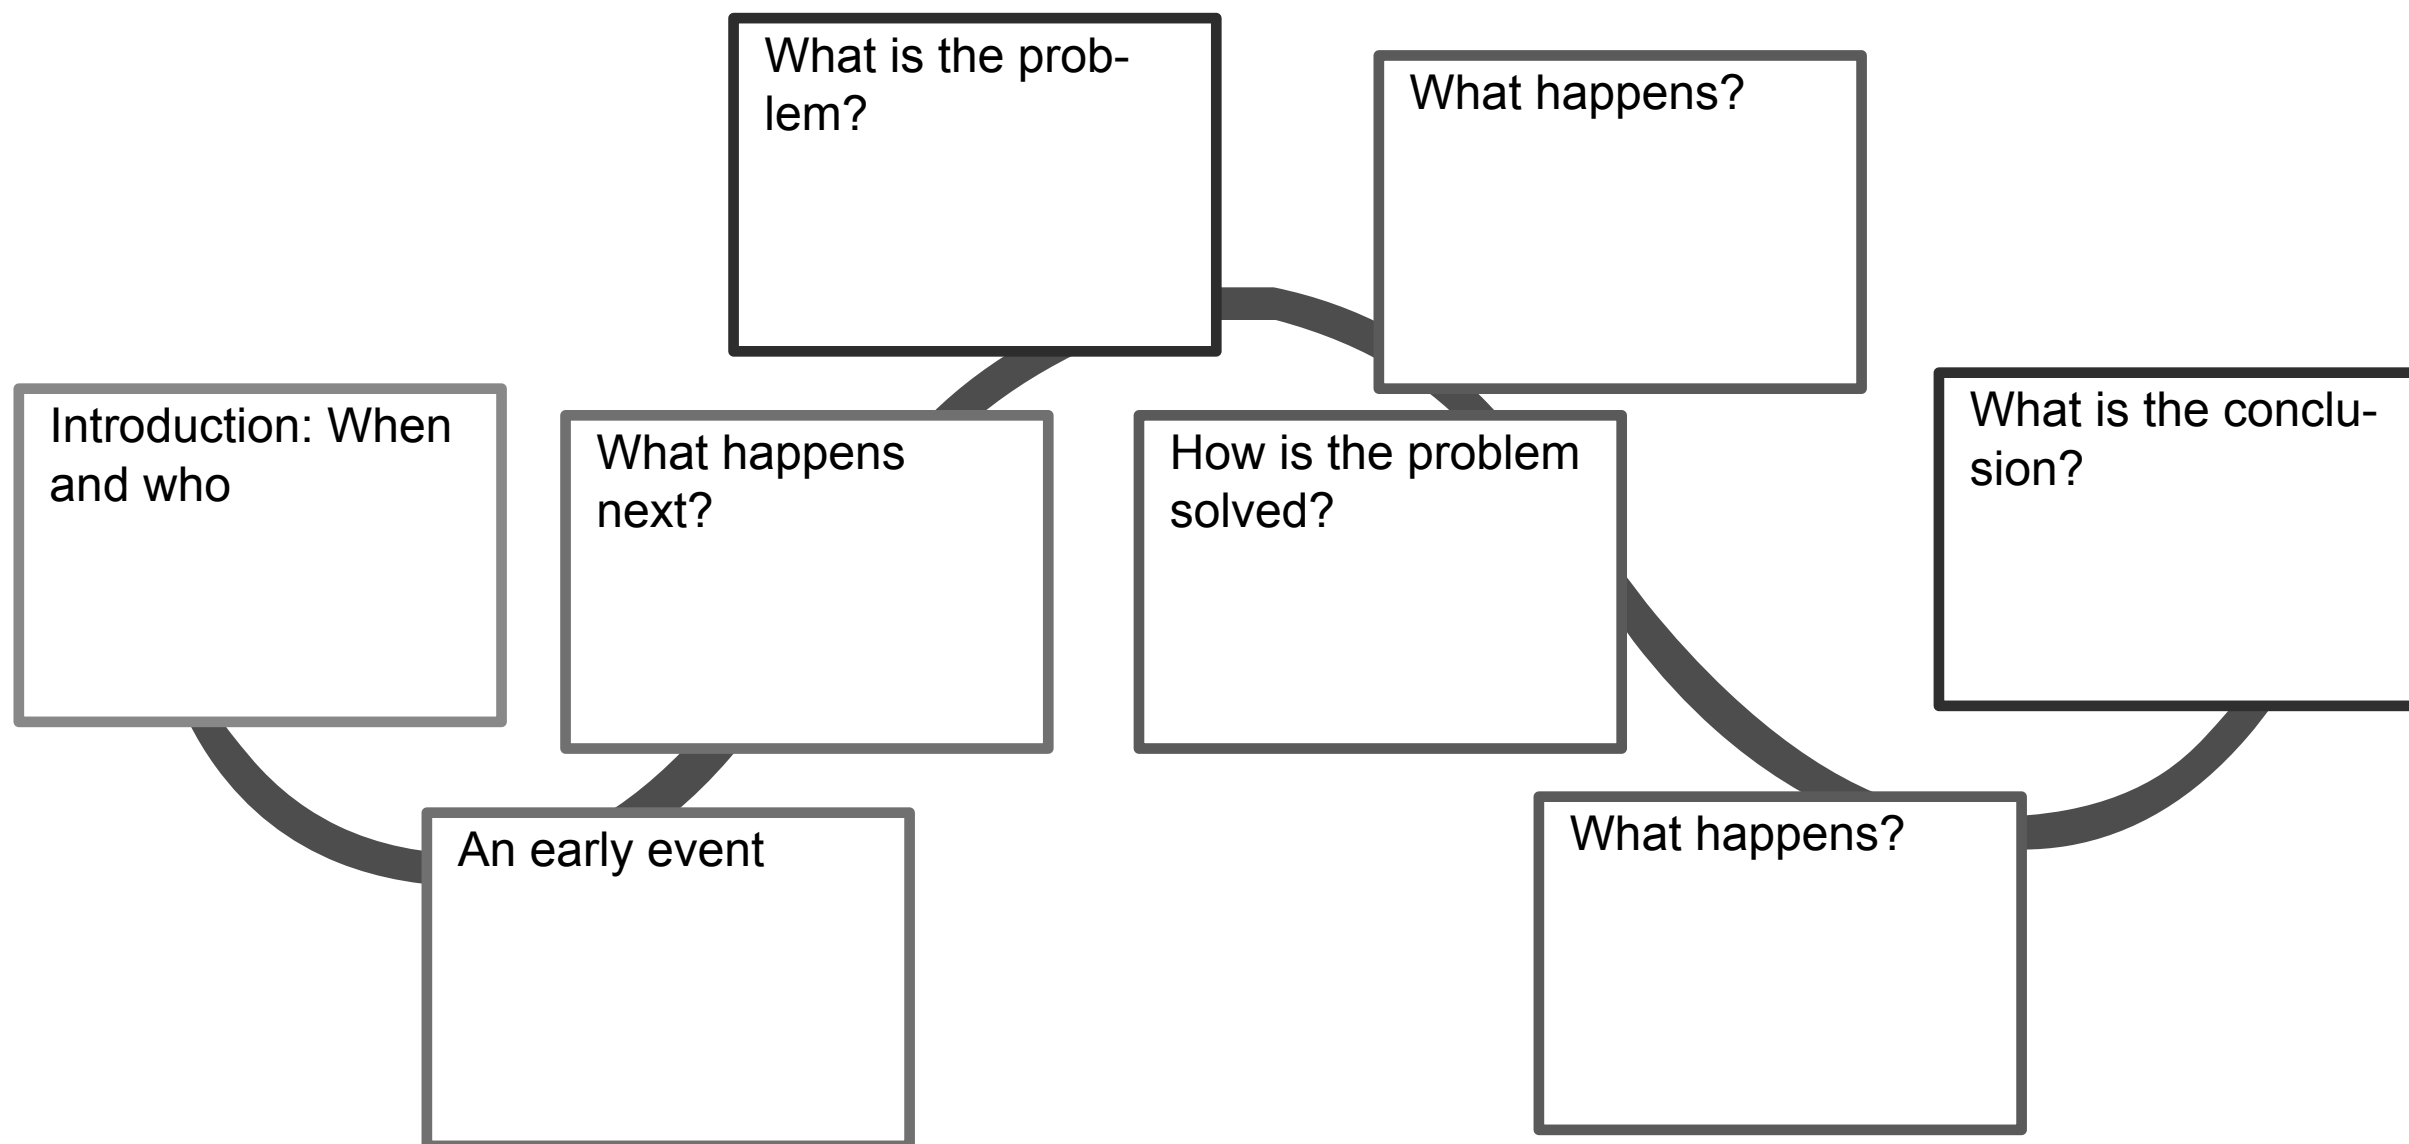 Introduction: When
and who
An early event
What happens
next?
What is the prob-
lem?
What happens?
How is the problem
solved?
What happens?
What is the conclu-
sion?